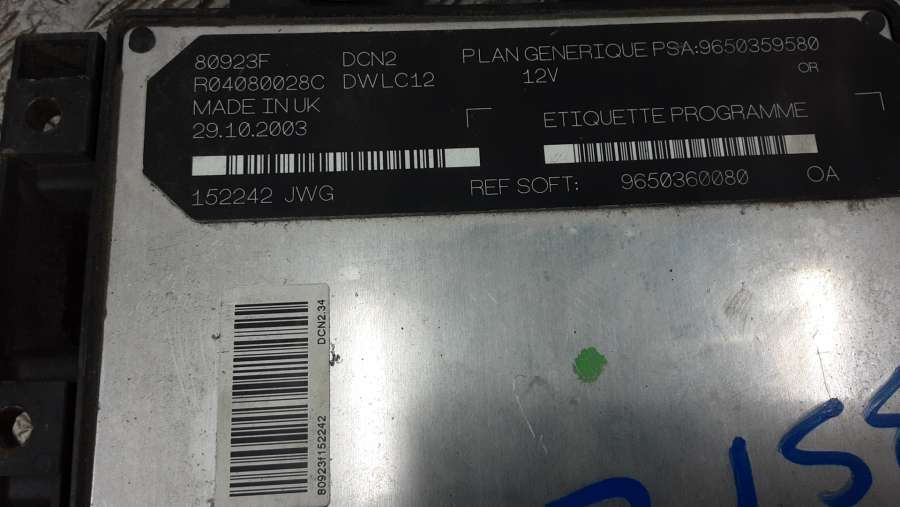 80923F DCN2 PLAN GENERIQUE PSA:9650359580
R04080028C DWLC12 12V OR
MADE IN UK
29.10.2003
ETIQUETTE PROGRAMME
152242 JWG REF SOFT: 9650360080 OA
DCN2.34
80923f152242